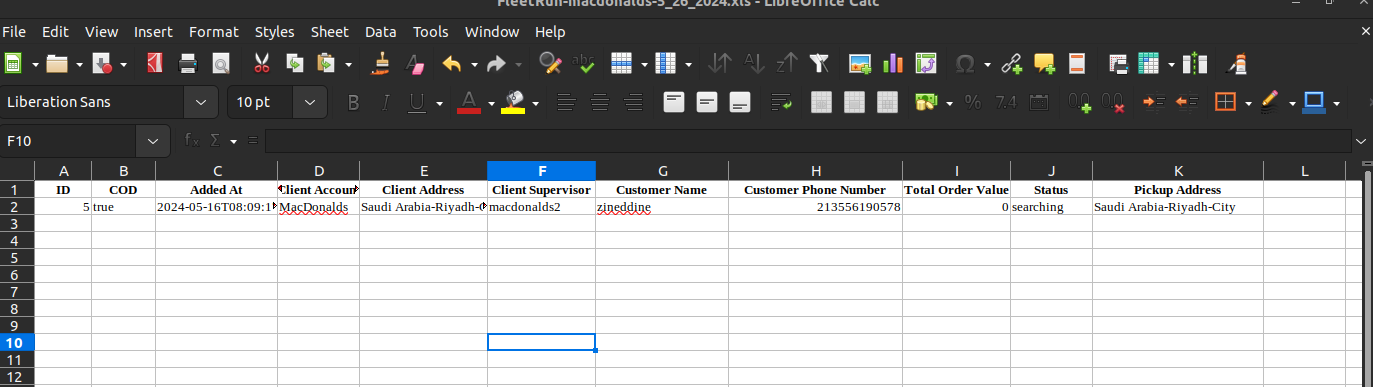 FleetRun-macdonalds-5_26_2024.xls - LibreOffice Calc
File Edit View Insert Format Styles Sheet Data Tools Window Help
Liberation Sans 10 pt B I U A % 7.4
F10 fx Σ =
A B C D E F G H I J K L
1 ID COD Added At Client Accoun Client Address Client Supervisor Customer Name Customer Phone Number Total Order Value Status Pickup Address
2 5 true 2024-05-16T08:09:1 MacDonalds Saudi Arabia-Riyadh-C macdonalds2 zineddine 213556190578 0 searching Saudi Arabia-Riyadh-City
3
4
5
6
7
8
9
10
11
12